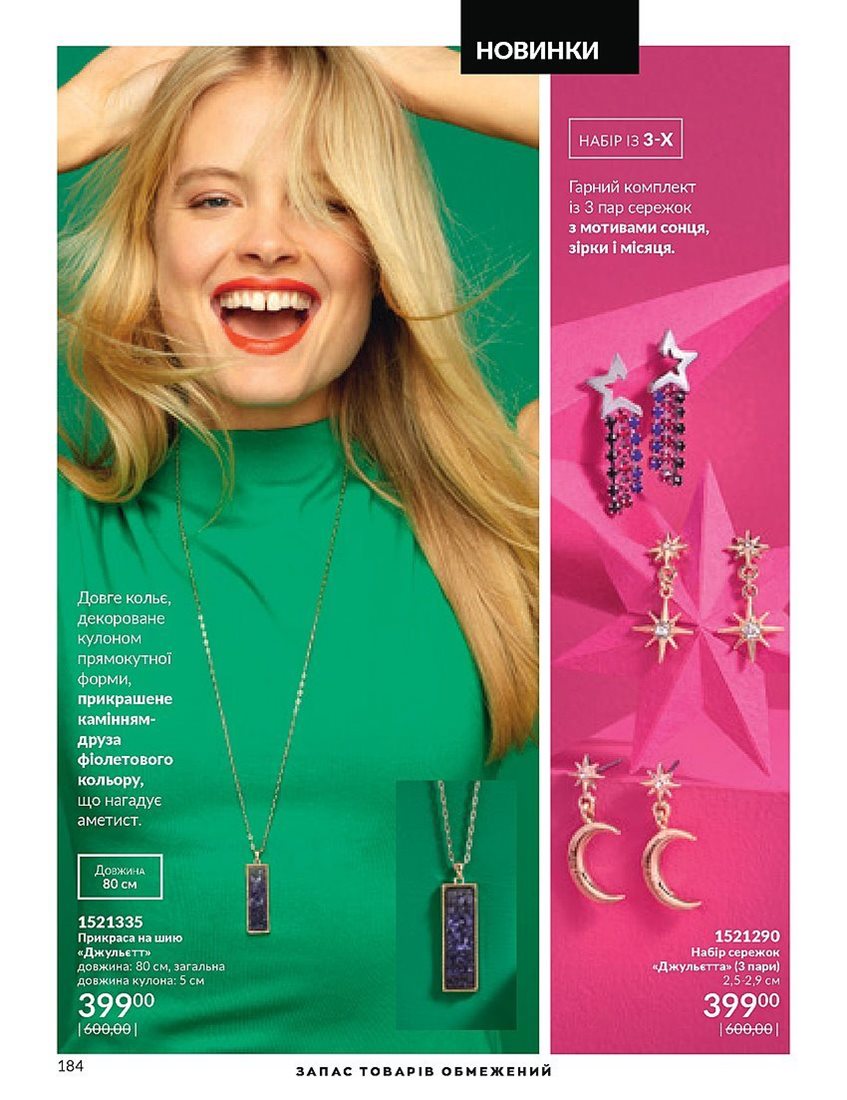 НОВИНКИ
НАБІР ІЗ 3-Х
Гарний комплект
із 3 пар сережок
з мотивами сонця,
зірки і місяця.
Довге кольє,
декороване
кулоном
прямокутної
форми,
прикрашене
камінням-
друза
фіолетового
кольору,
що нагадує
аметист.
Довжина
80 см
1521335
Прикраса на шию
«Джульєтт»
довжина: 80 см, загальна
довжина кулона: 5 см
39900
|600,00|
1521290
Набір сережок
«Джульєтта» (3 пари)
2,5-2,9 см
39900
|600,00|
184
ЗАПАС ТОВАРІВ ОБМЕЖЕНИЙ